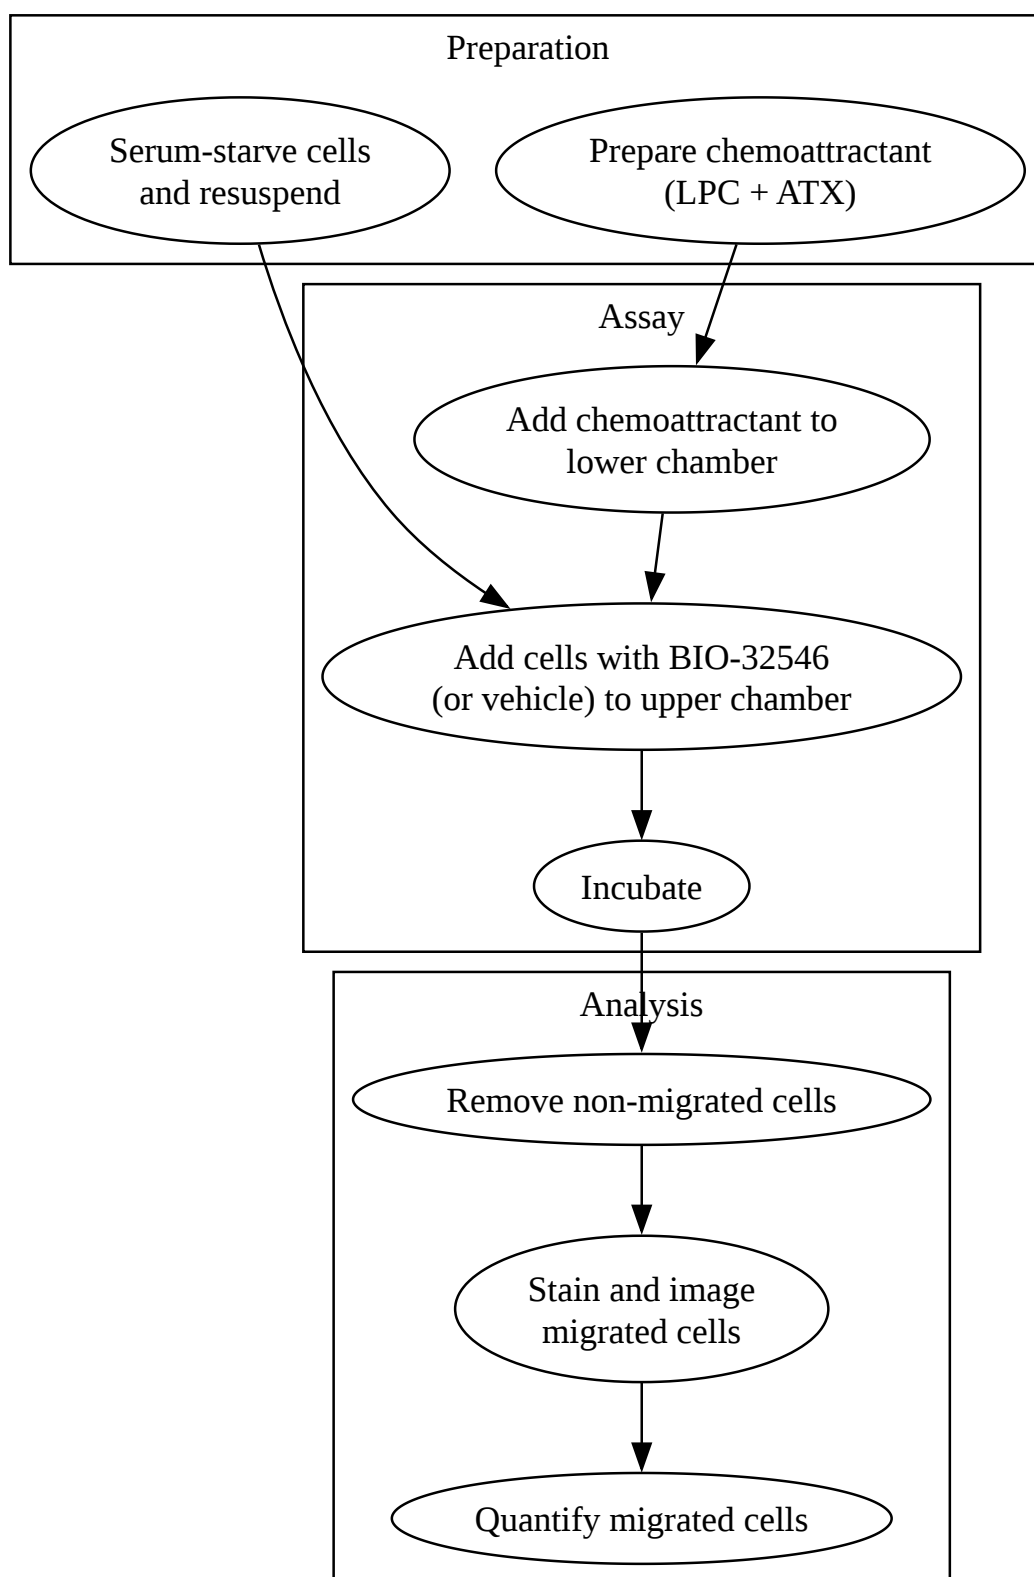 Preparation
Serum-starve cells
and resuspend
Prepare chemoattractant
(LPC + ATX)
Assay
Add chemoattractant to
lower chamber
Add cells with BIO-32546
(or vehicle) to upper chamber
Incubate
Analysis
Remove non-migrated cells
Stain and image
migrated cells
Quantify migrated cells